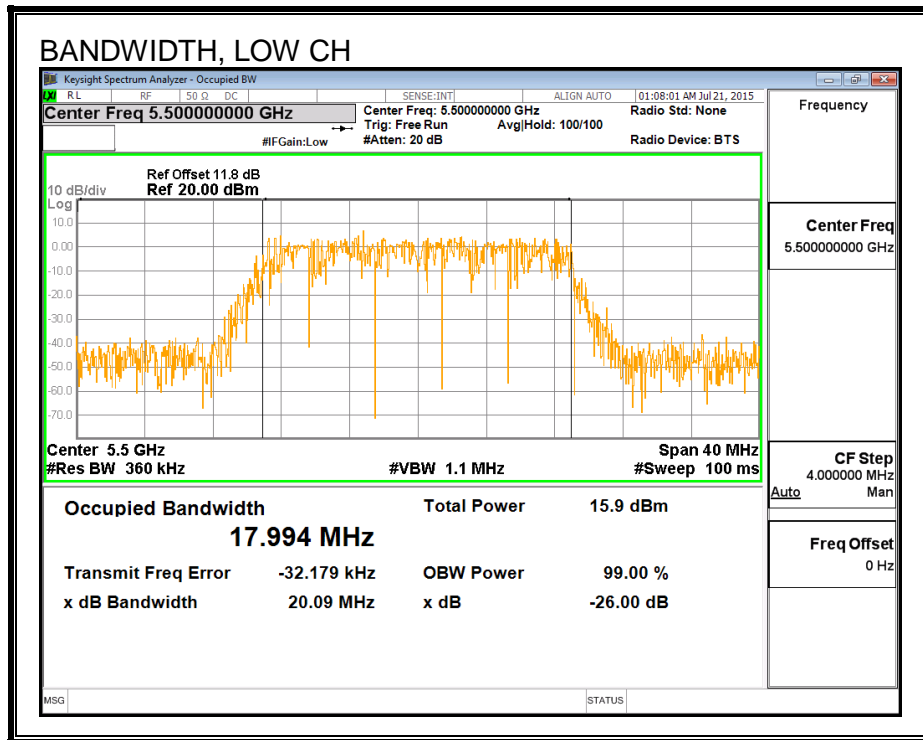 BANDWIDTH, LOW CH
Keysight Spectrum Analyzer - Occupied BW
LXI RL RF 50 Ω DC SENSE:INT ALIGN AUTO 01:08:01 AM Jul 21, 2015
Center Freq 5.500000000 GHz
Center Freq: 5.500000000 GHz
Radio Std: None
Trig: Free Run Avg|Hold: 100/100
#IFGain:Low #Atten: 20 dB Radio Device: BTS
Frequency
Ref Offset 11.8 dB
10 dB/div Ref 20.00 dBm
Log
10.0
0.00
-10.0
-20.0
-30.0
-40.0
-50.0
-60.0
-70.0
Center 5.5 GHz Span 40 MHz
#Res BW 360 kHz #VBW 1.1 MHz #Sweep 100 ms
Occupied Bandwidth Total Power 15.9 dBm
17.994 MHz
Transmit Freq Error -32.179 kHz OBW Power 99.00 %
x dB Bandwidth 20.09 MHz x dB -26.00 dB
Center Freq
5.500000000 GHz
CF Step
4.000000 MHz
Auto Man
Freq Offset
0 Hz
MSG STATUS